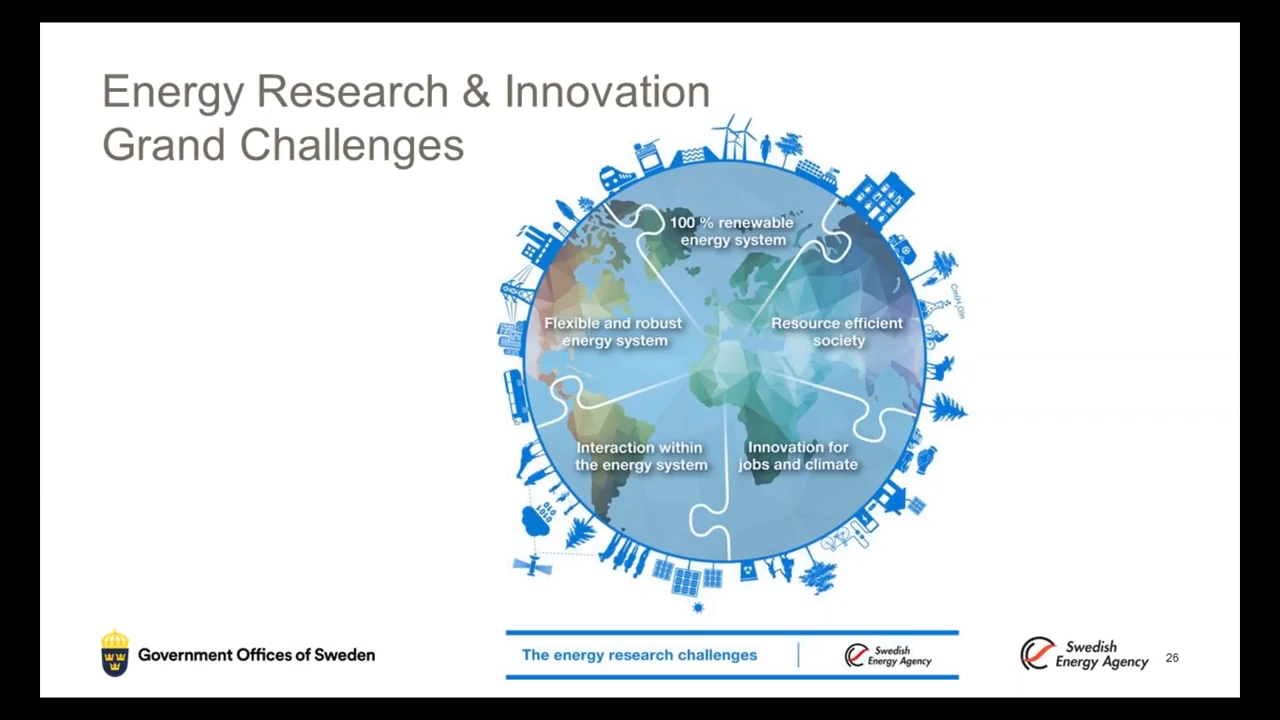 Energy Research & Innovation
Grand Challenges
100 % renewable
energy system
Flexible and robust
energy system
Resource efficient
society
Interaction within
the energy system
Innovation for
jobs and climate
0101
010
Government Offices of Sweden
The energy research challenges
Swedish
Energy Agency
Swedish
Energy Agency
26